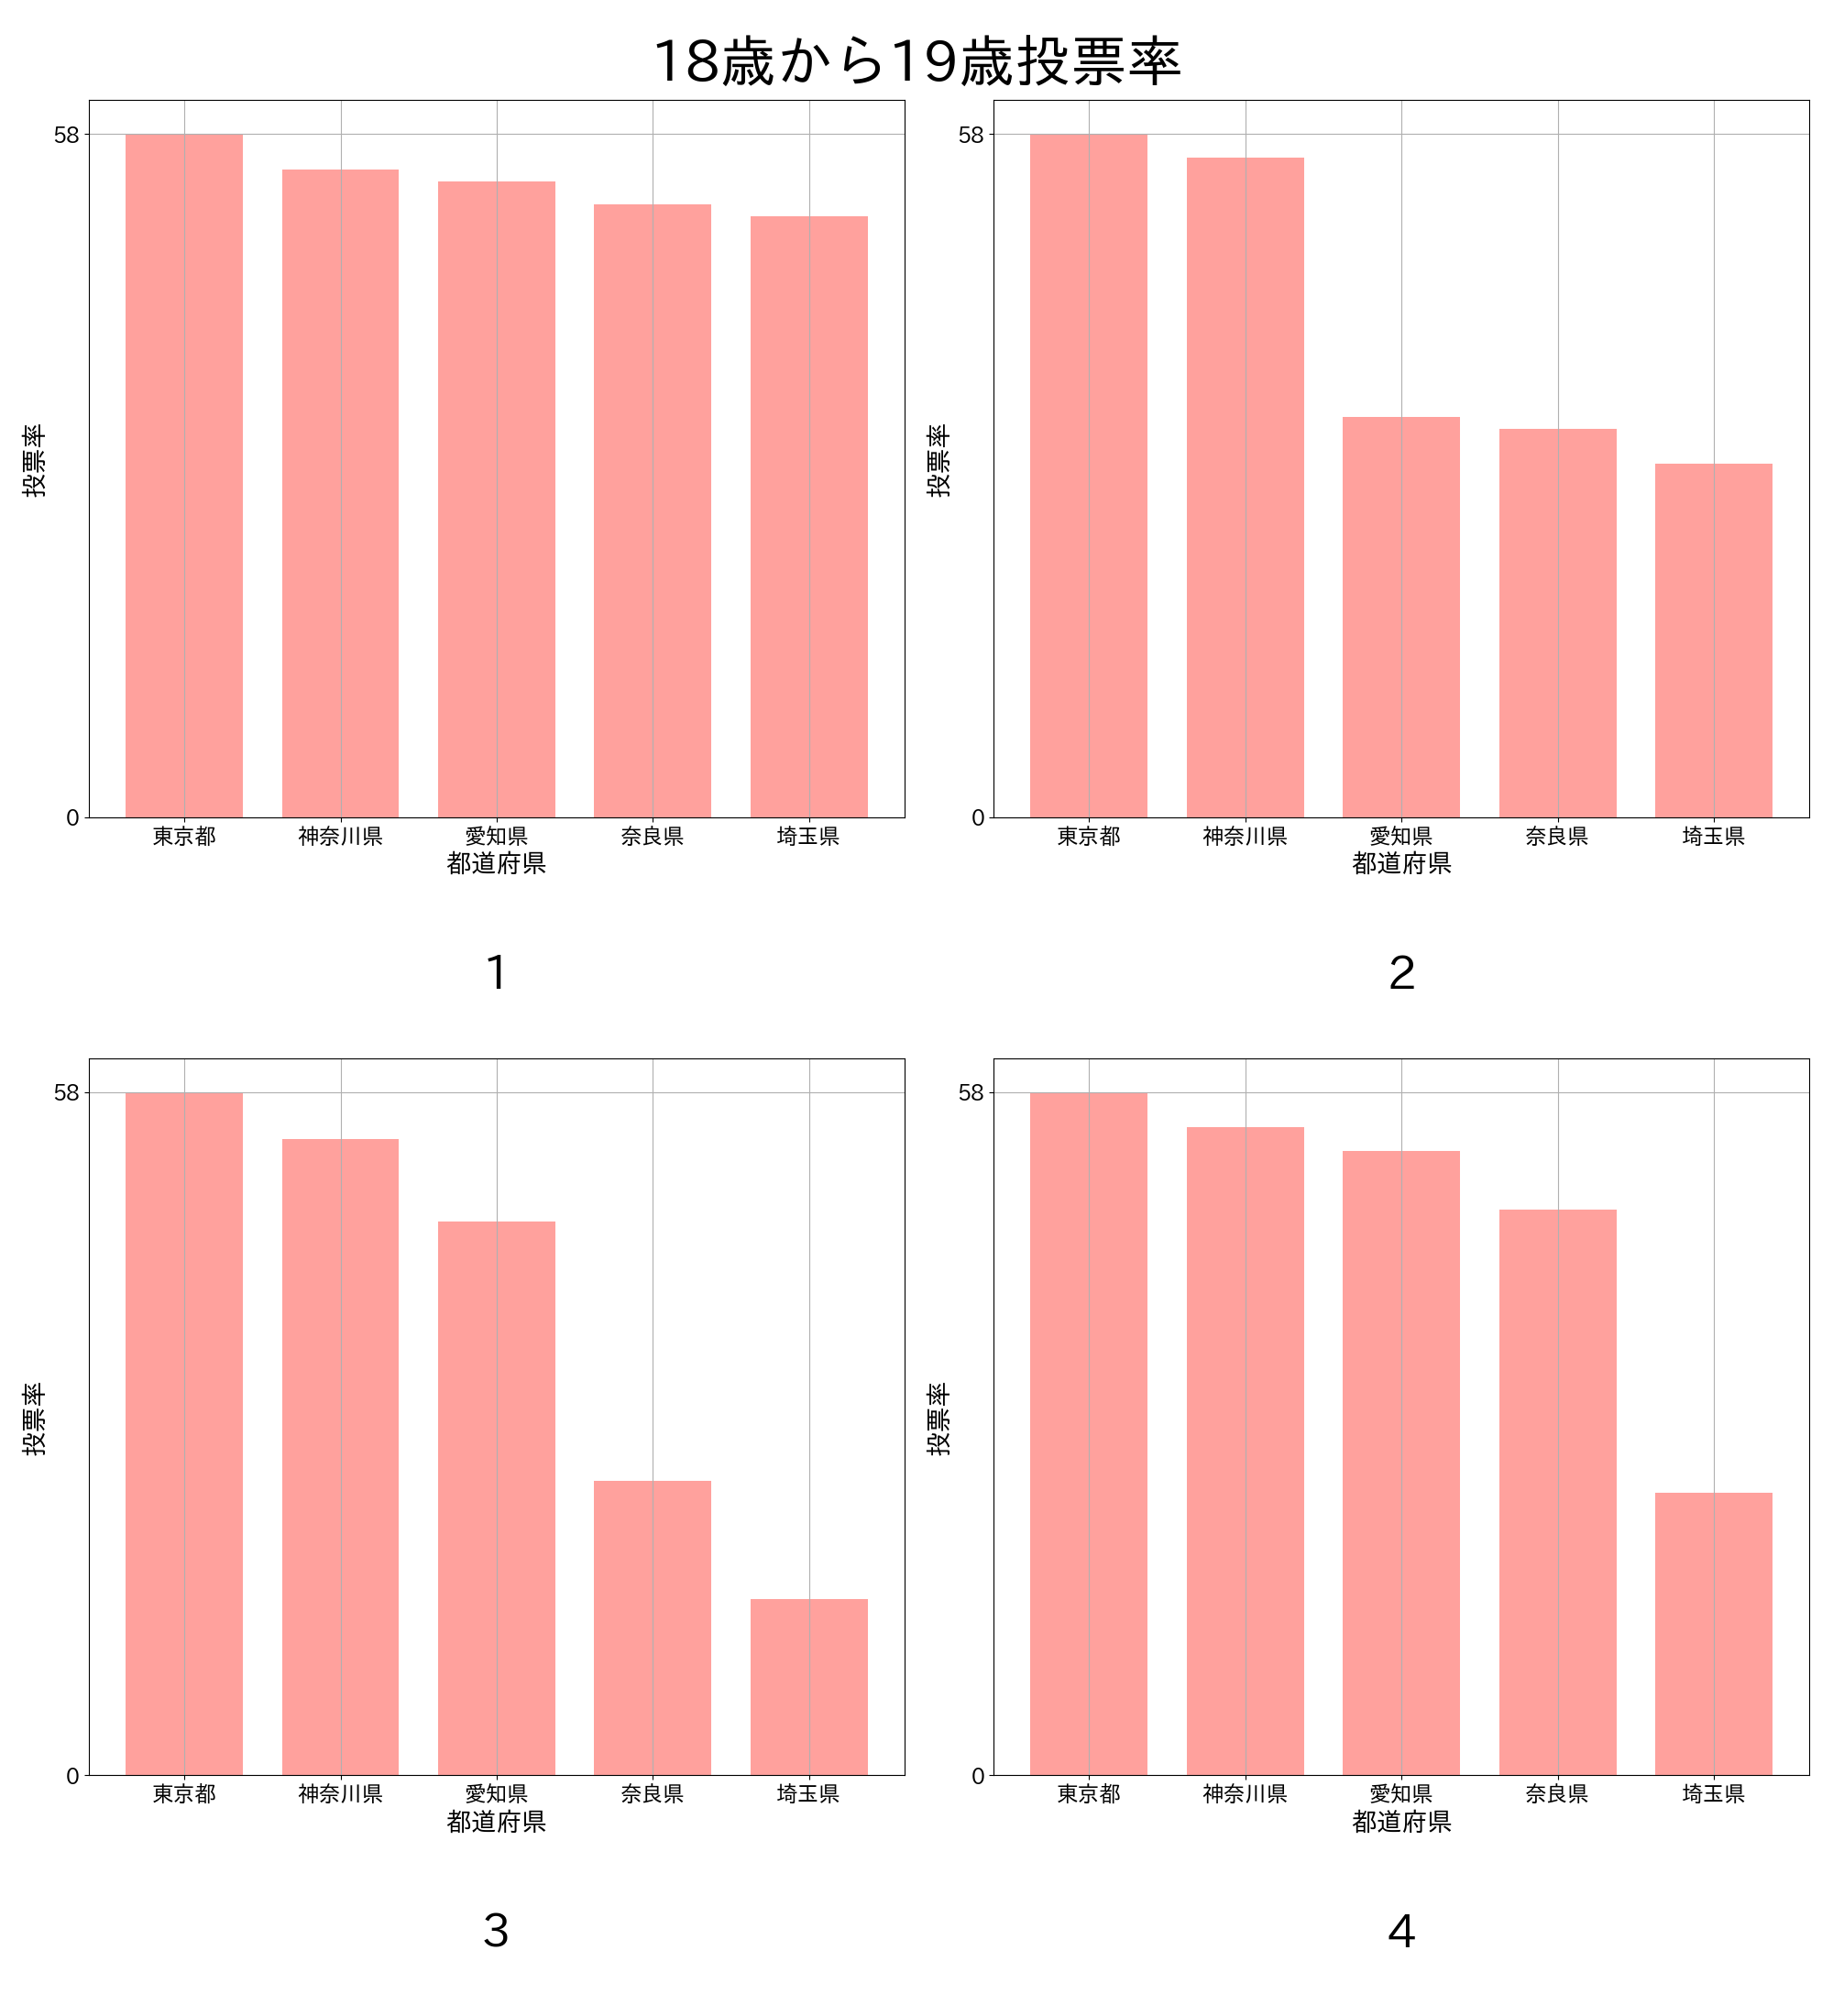 18歳から19歳投票率
58
0
投票率
東京都 神奈川県 愛知県 奈良県 埼玉県
都道府県
1
58
0
投票率
東京都 神奈川県 愛知県 奈良県 埼玉県
都道府県
2
58
0
投票率
東京都 神奈川県 愛知県 奈良県 埼玉県
都道府県
3
58
0
投票率
東京都 神奈川県 愛知県 奈良県 埼玉県
都道府県
4